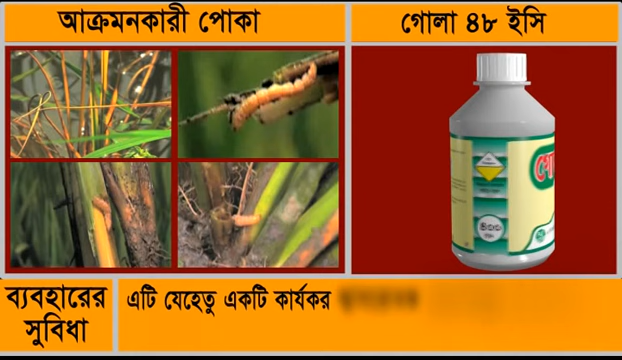 আক্রমনকারী পোকা
গোলা ৪৮ ইসি
ব্যবহারের
সুবিধা
এটি যেহেতু একটি কার্যকর